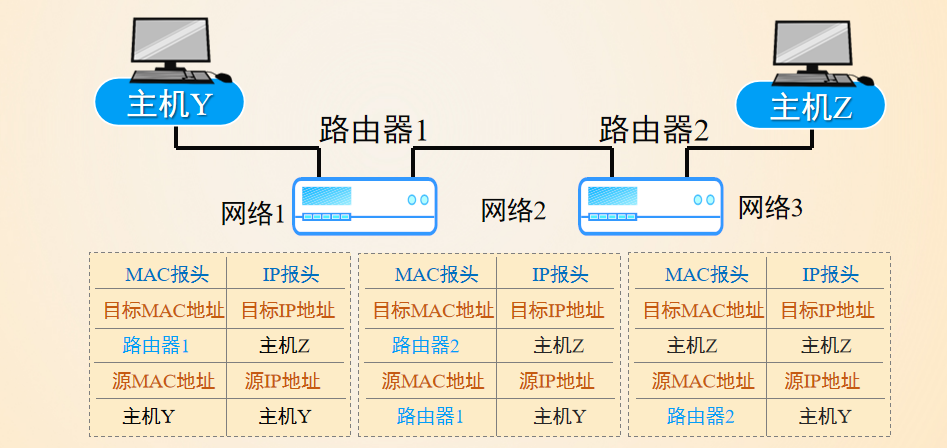 主机Y
主机Z
路由器1
路由器2
网络1
网络2
网络3
MAC报头 IP报头
目标MAC地址 目标IP地址
路由器1 主机Z
源MAC地址 源IP地址
主机Y 主机Y
MAC报头 IP报头
目标MAC地址 目标IP地址
路由器2 主机Z
源MAC地址 源IP地址
路由器1 主机Y
MAC报头 IP报头
目标MAC地址 目标IP地址
主机Z 主机Z
源MAC地址 源IP地址
路由器2 主机Y